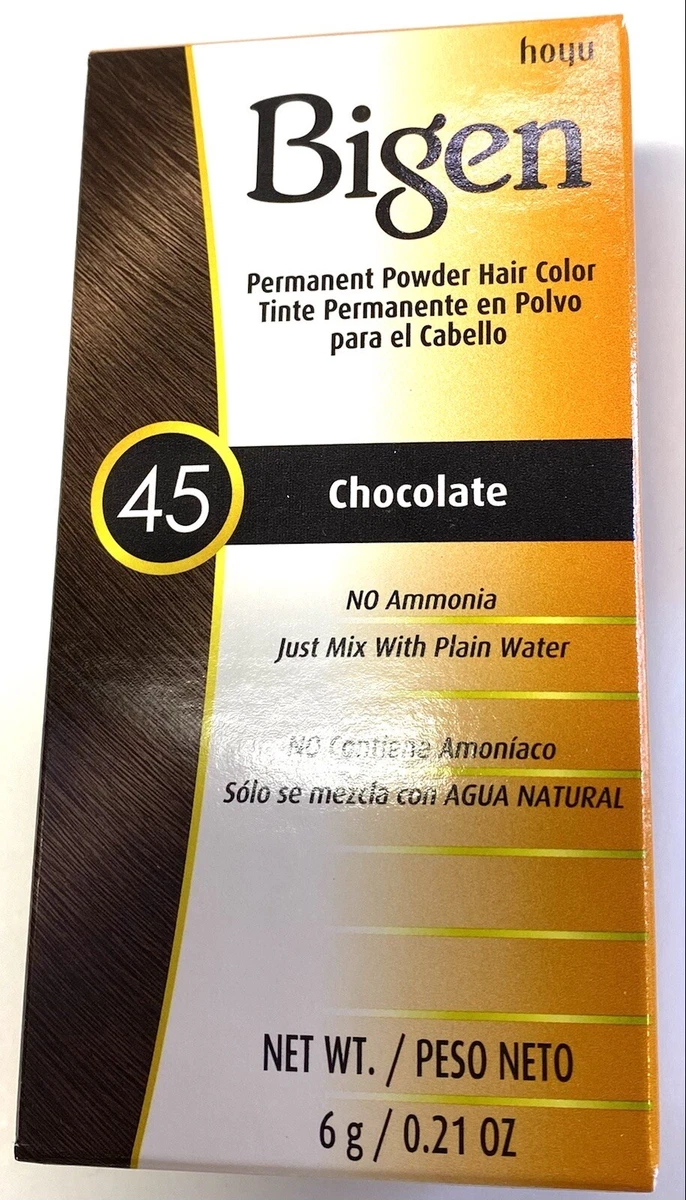 hoyu
Bigen
Permanent Powder Hair Color
Tinte Permanente en Polvo
para el Cabello
45
Chocolate
NO Ammonia
Just Mix With Plain Water
NO Contiene Amoníaco
Sólo se mezcla con AGUA NATURAL
NET WT. / PESO NETO
6 g / 0.21 OZ